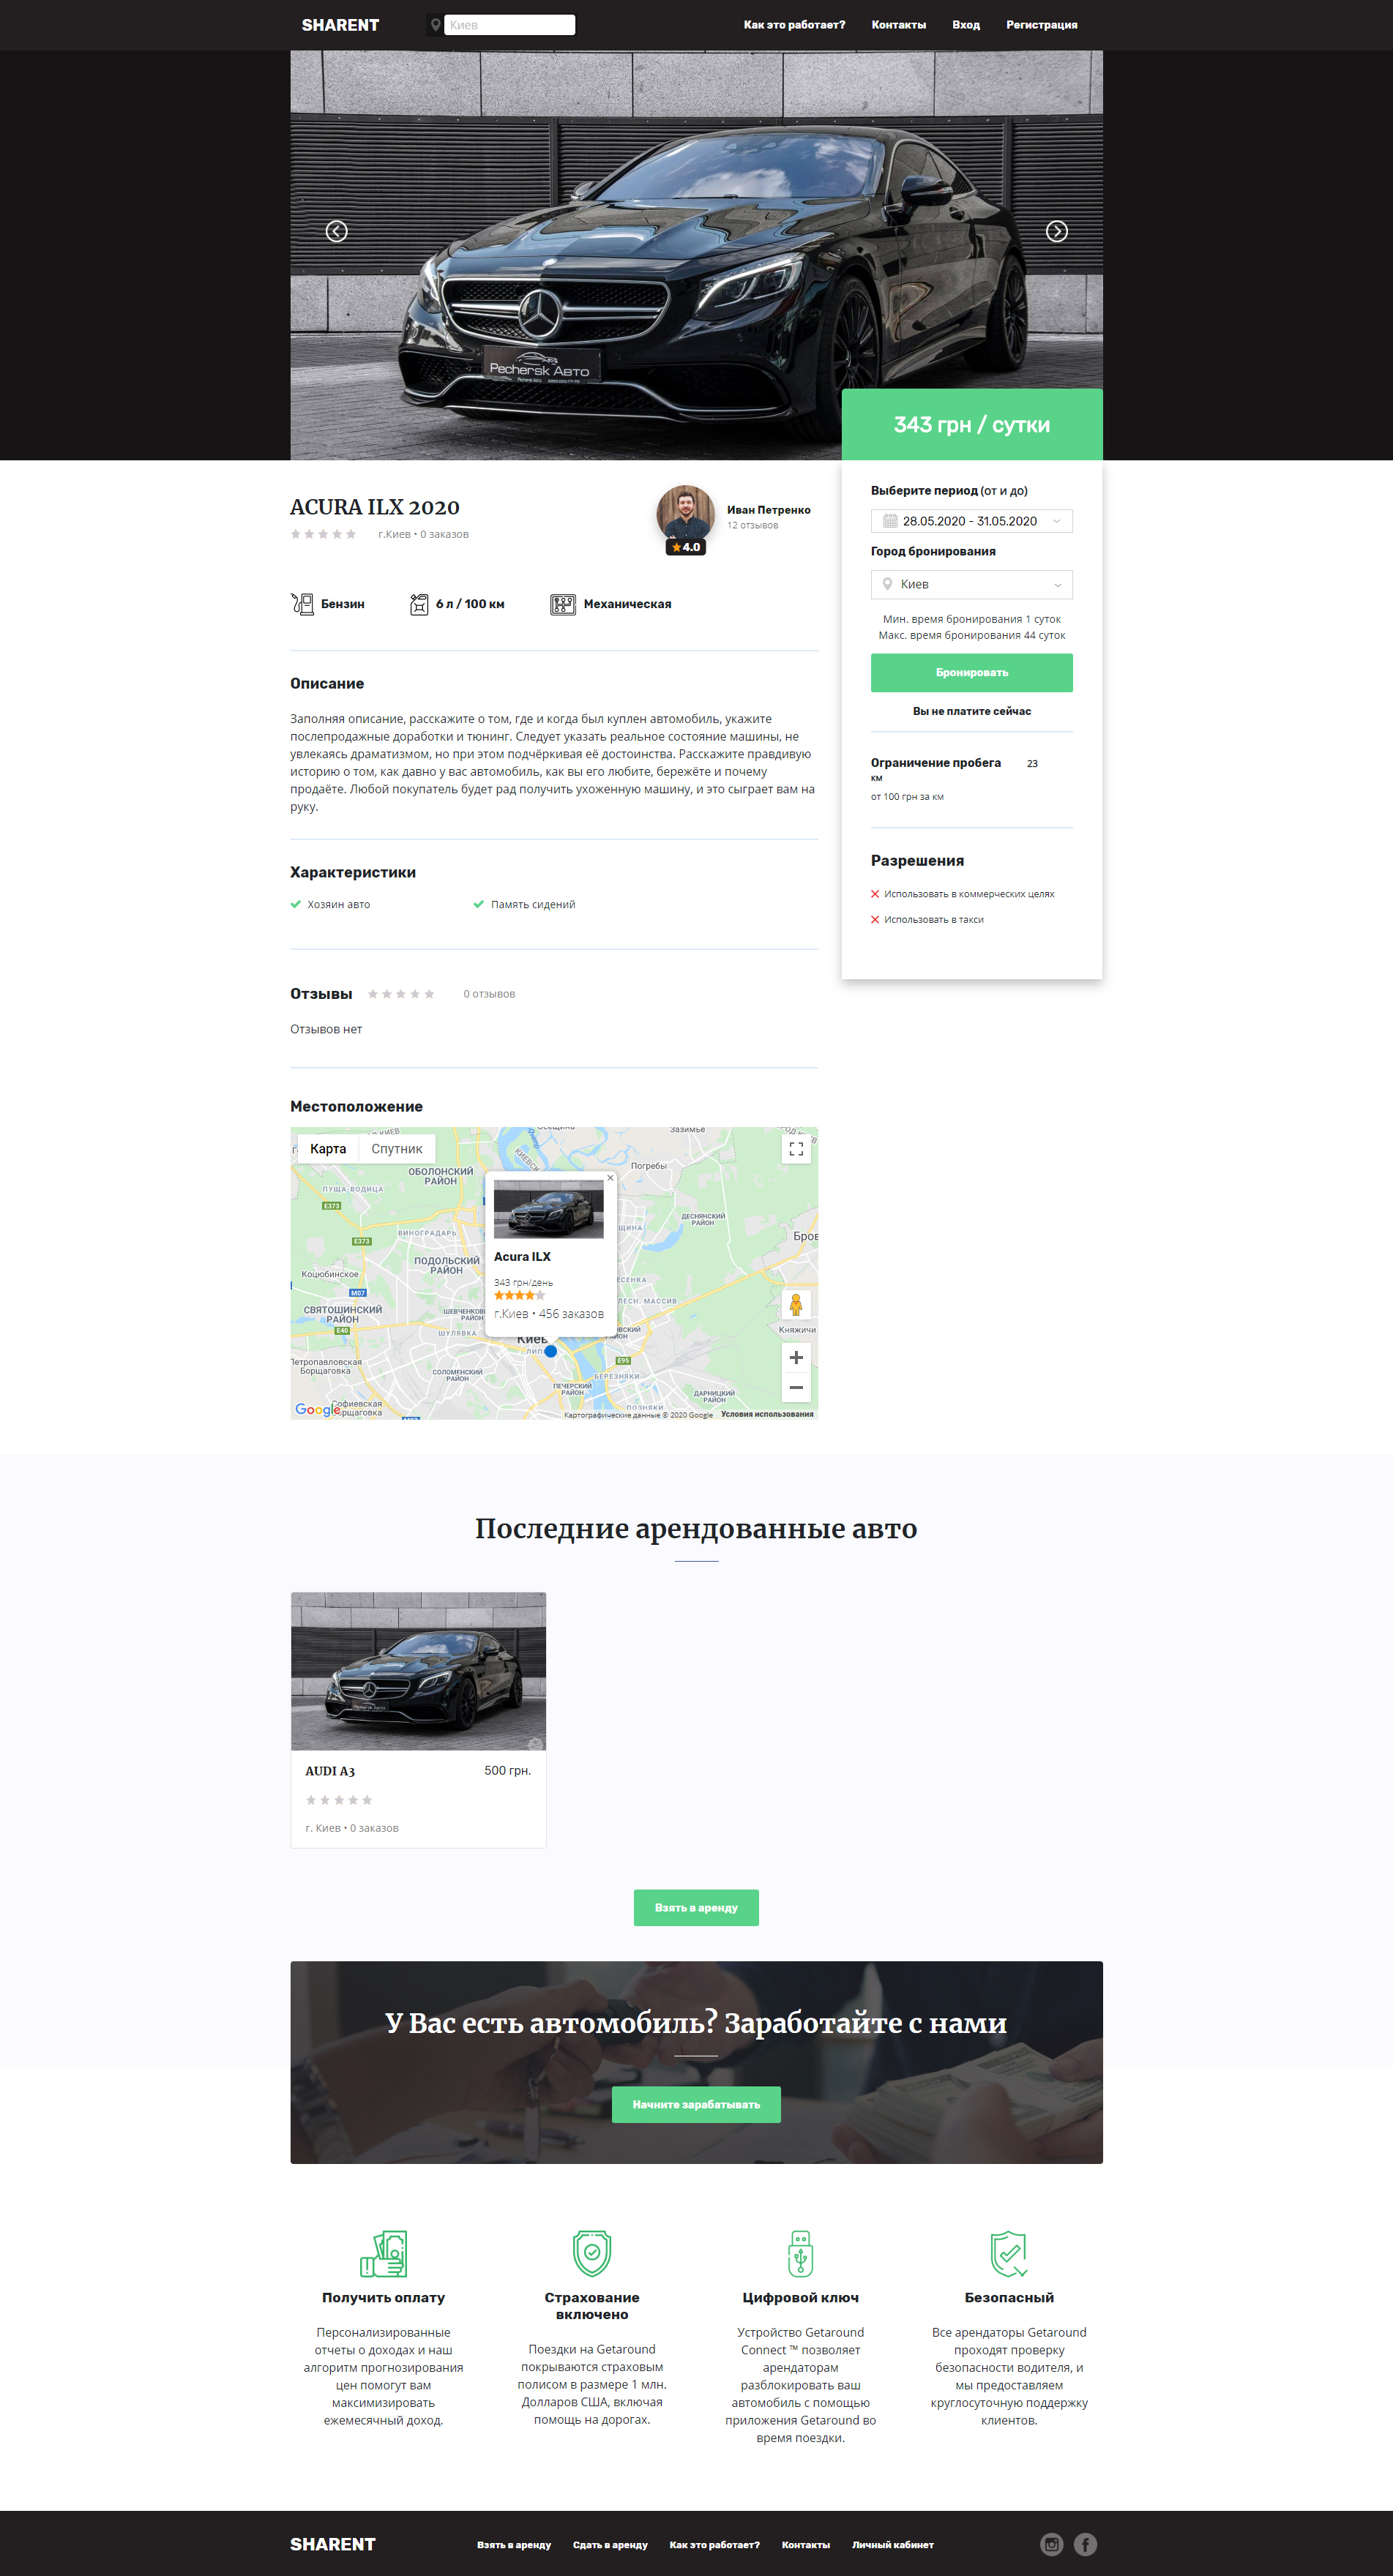 SHARENT
Киев
Как это работает?
Контакты
Вход
Регистрация
Pechersk Авто
343 грн / сутки
ACURA ILX 2020
г.Киев • 0 заказов
Иван Петренко
12 отзывов
4.0
Бензин
6 л / 100 км
Механическая
Выберите период (от и до)
28.05.2020 - 31.05.2020
Город бронирования
Киев
Мин. время бронирования 1 суток
Макс. время бронирования 44 суток
Бронировать
Вы не платите сейчас
Ограничение пробега 23
км
от 100 грн за км
Разрешения
Использовать в коммерческих целях
Использовать в такси
Описание
Заполняя описание, расскажите о том, где и когда был куплен автомобиль, укажите
послепродажные доработки и тюнинг. Следует указать реальное состояние машины, не
увлекаясь драматизмом, но при этом подчёркивая её достоинства. Расскажите правдивую
историю о том, как давно у вас автомобиль, как вы его любите, бережёте и почему
продаёте. Любой покупатель будет рад получить ухоженную машину, и это сыграет вам на
руку.
Характеристики
Хозяин авто
Память сидений
Отзывы
0 отзывов
Отзывов нет
Местоположение
Карта
Спутник
Зазимье
Погребы
ОБОЛОНСКИЙ
РАЙОН
ПУЩА-ВОДИЦА
E373
ДЕСНЯНСКИЙ
РАЙОН
ВИНОГРАДАРЬ
E373
ПОДОЛЬСКИЙ
РАЙОН
Коцюбинское
M07
СВЯТОШИНСКИЙ
РАЙОН
E40
ШУЛЯВКА
Княжичи
Acura ILX
343 грн/день
г.Киев • 456 заказов
Киев
E95
Петропавловская
Борщаговка
СОЛОМЕНСКИЙ
РАЙОН
БЕРЕЗНЯКИ
ПЕЧЕРСКИЙ
РАЙОН
ДАРНИЦКИЙ
РАЙОН
ПОЗНЯКИ
Софиевская
Борщаговка
Google
Картографические данные © 2020 Google
Условия использования
Последние арендованные авто
Pechersk Авто
AUDI A3
500 грн.
г. Киев • 0 заказов
Взять в аренду
У Вас есть автомобиль? Заработайте с нами
Начните зарабатывать
Получить оплату
Персонализированные
отчеты о доходах и наш
алгоритм прогнозирования
цен помогут вам
максимизировать
ежемесячный доход.
Страхование
включено
Поездки на Getaround
покрываются страховым
полисом в размере 1 млн.
Долларов США, включая
помощь на дорогах.
Цифровой ключ
Устройство Getaround
Connect ™ позволяет
арендаторам
разблокировать ваш
автомобиль с помощью
приложения Getaround во
время поездки.
Безопасный
Все арендаторы Getaround
проходят проверку
безопасности водителя, и
мы предоставляем
круглосуточную поддержку
клиентов.
SHARENT
Взять в аренду
Сдать в аренду
Как это работает?
Контакты
Личный кабинет